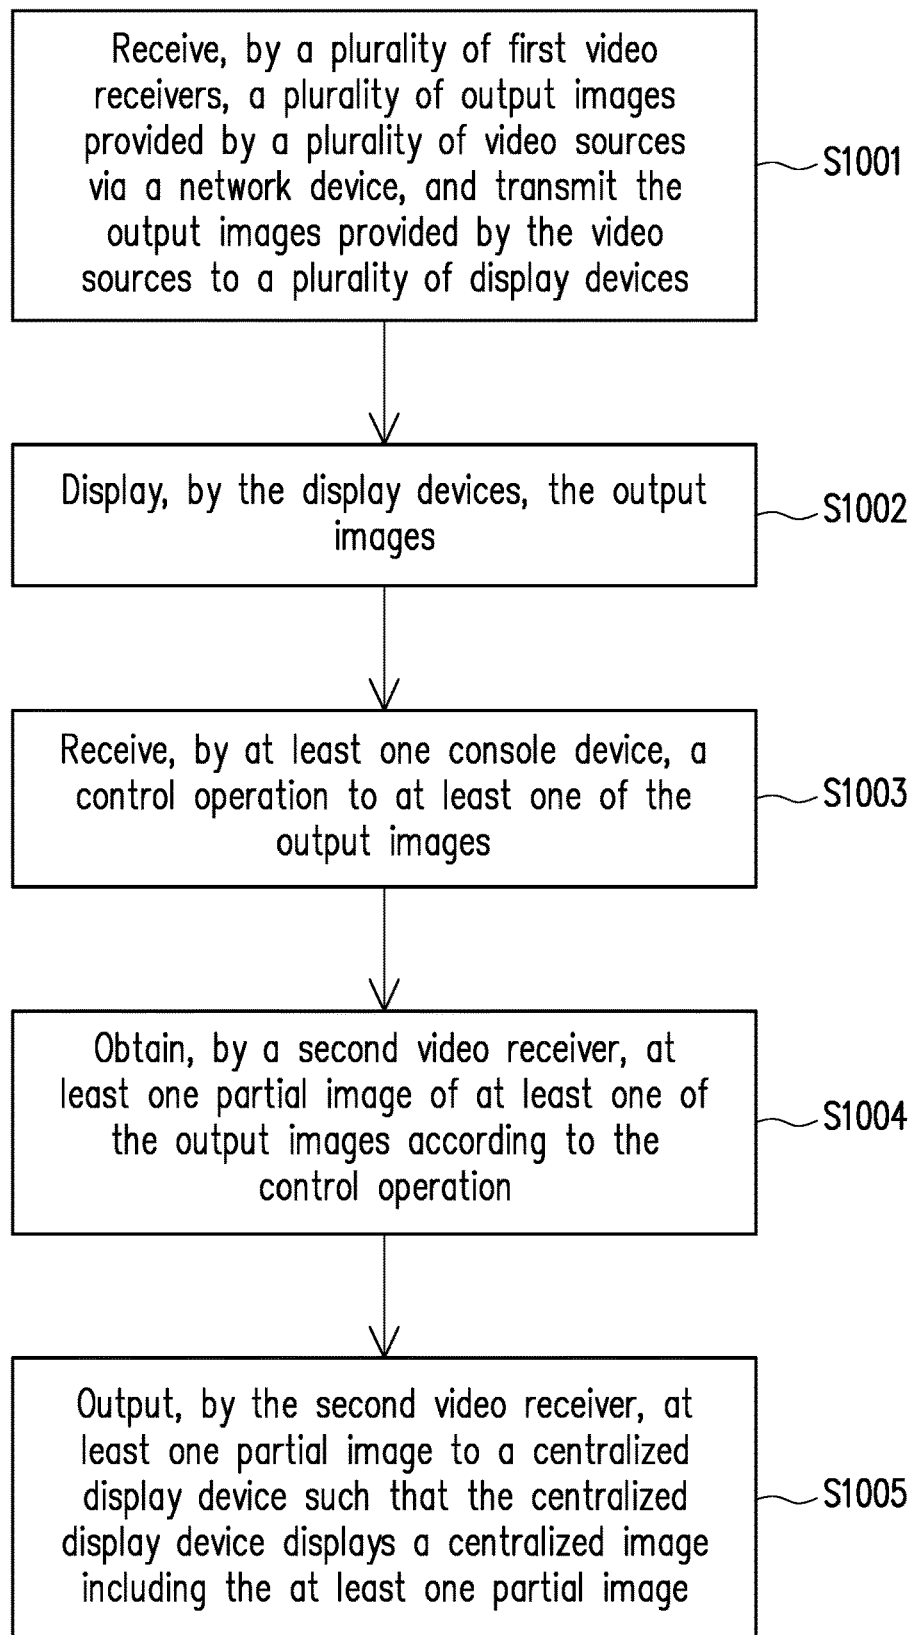 Receive, by a plurality of first video
receivers, a plurality of output images
provided by a plurality of video sources
via a network device, and transmit the
output images provided by the video
sources to a plurality of display devices
S1001
Display, by the display devices, the output
images
S1002
Receive, by at least one console device, a
control operation to at least one of the
output images
S1003
Obtain, by a second video receiver, at
least one partial image of at least one of
the output images according to the
control operation
S1004
Output, by the second video receiver, at
least one partial image to a centralized
display device such that the centralized
display device displays a centralized image
including the at least one partial image
S1005